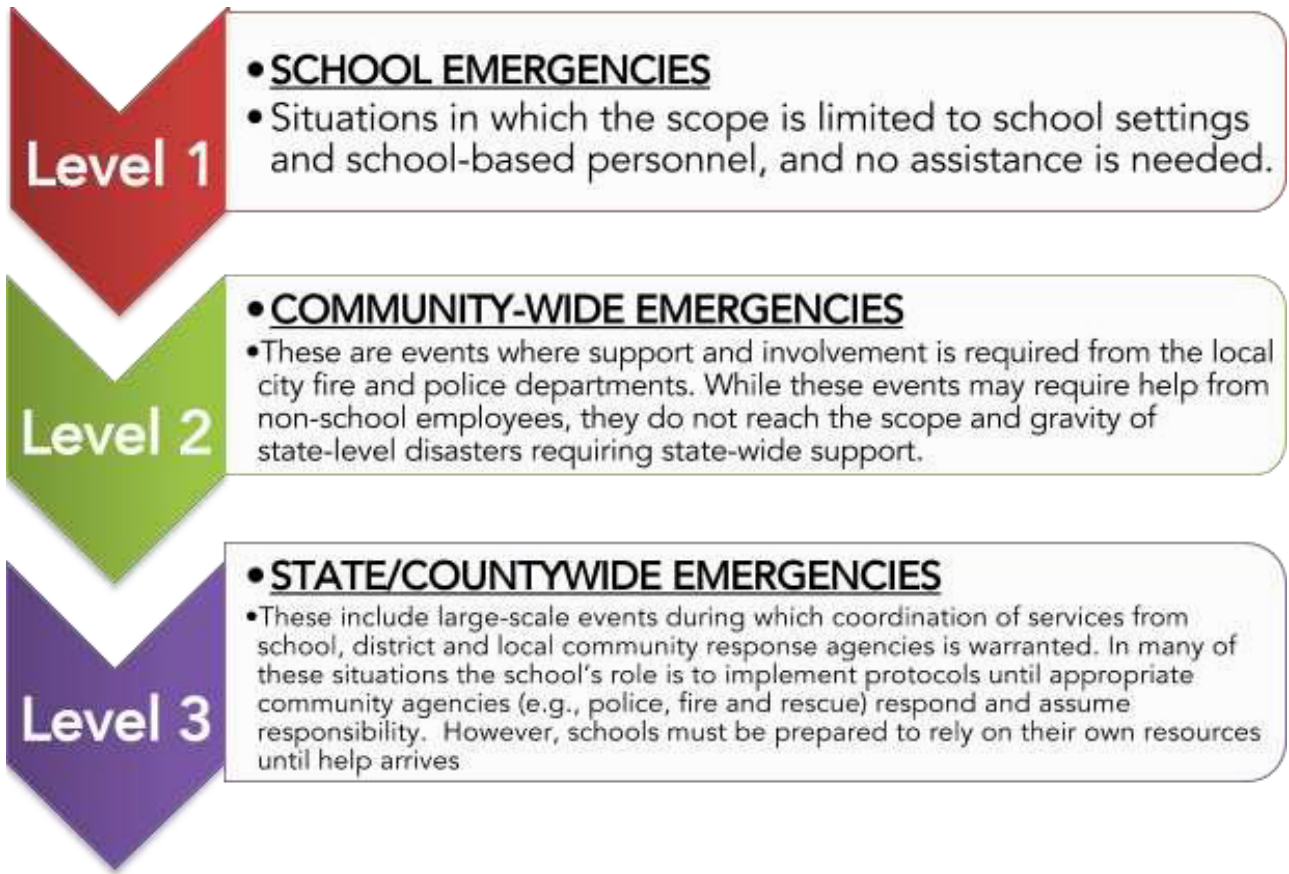 Level 1
• SCHOOL EMERGENCIES
• Situations in which the scope is limited to school settings
and school-based personnel, and no assistance is needed.
Level 2
• COMMUNITY-WIDE EMERGENCIES
•These are events where support and involvement is required from the local
city fire and police departments. While these events may require help from
non-school employees, they do not reach the scope and gravity of
state-level disasters requiring state-wide support.
Level 3
• STATE/COUNTYWIDE EMERGENCIES
•These include large-scale events during which coordination of services from
school, district and local community response agencies is warranted. In many of
these situations the school's role is to implement protocols until appropriate
community agencies (e.g., police, fire and rescue) respond and assume
responsibility.  However, schools must be prepared to rely on their own resources
until help arrives